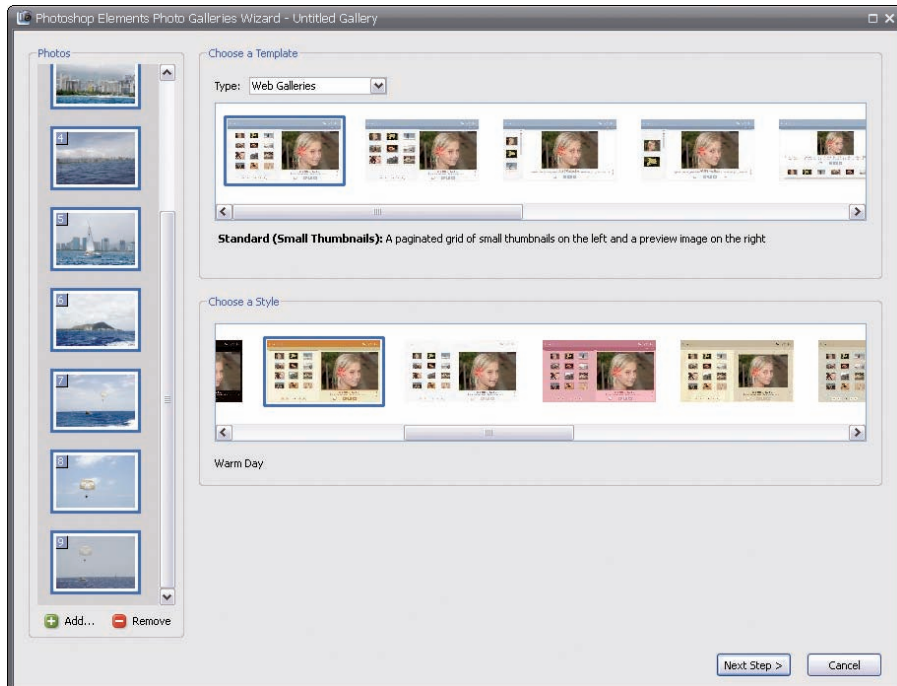 Photoshop Elements Photo Galleries Wizard - Untitled Gallery
Photos
4
5
6
7
8
9
Add...
Remove
Choose a Template
Type: Web Galleries
Standard (Small Thumbnails): A paginated grid of small thumbnails on the left and a preview image on the right
Choose a Style
Warm Day
Next Step >
Cancel